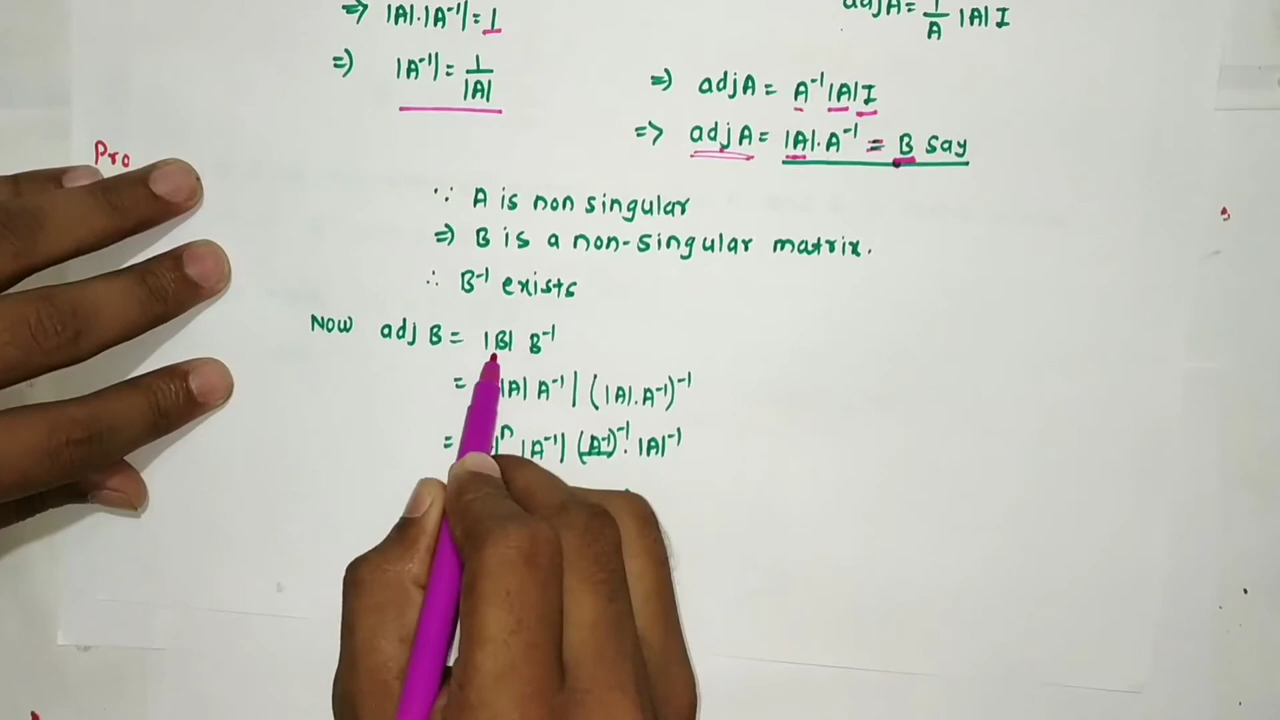 ⇒ |A|.|A⁻¹| = 1
⇒ |A⁻¹| = 1/|A|
adjA = 1/A |A| I
⇒ adjA = A⁻¹|A|I
⇒ adjA = |A|.A⁻¹ = B say
Pro
∵ A is non singular
⇒ B is a non-singular matrix.
∴ B⁻¹ exists
Now adj B = |B| B⁻¹
= |A| A⁻¹| (|A|.A⁻¹)⁻¹
= |ⁿ |A⁻¹| (A⁻¹)⁻¹. |A|⁻¹